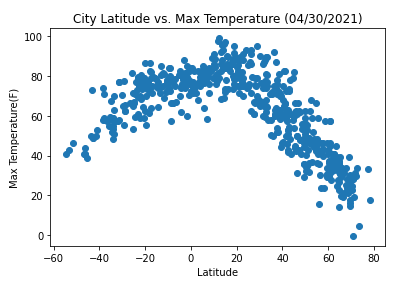 City Latitude vs. Max Temperature (04/30/2021)
100
80
60
40
20
0
Max Temperature(F)
−60 −40 −20 0 20 40 60 80
Latitude